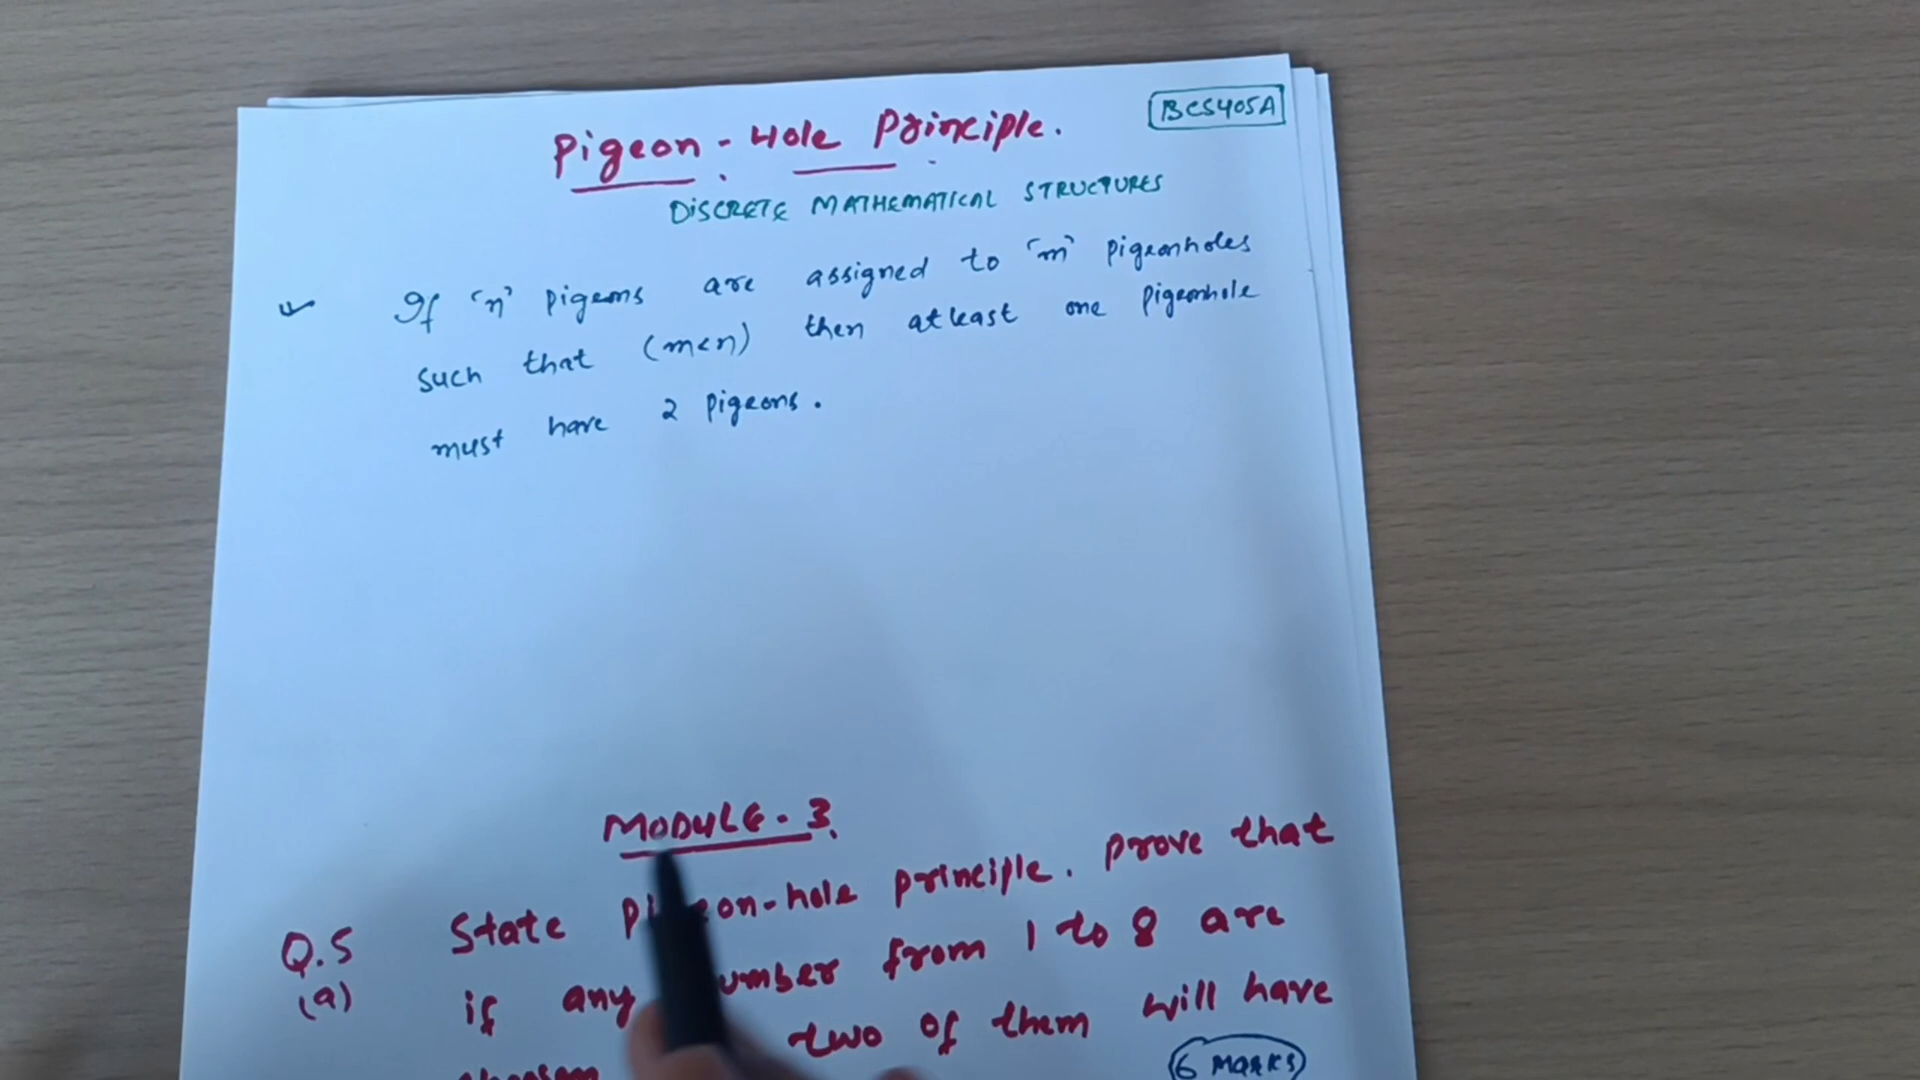 Pigeon - Hole Principle.
BCS405A
DISCRETE MATHEMATICAL STRUCTURES
If 'n' pigeons are assigned to 'm' pigeonholes
such that (m<n) then atleast one pigeonhole
must have 2 pigeons.
MODULE - 3
Q.5 State pigeon-hole principle. prove that
(a) if any number from 1 to 8 are
two of them will have
6 MARKS